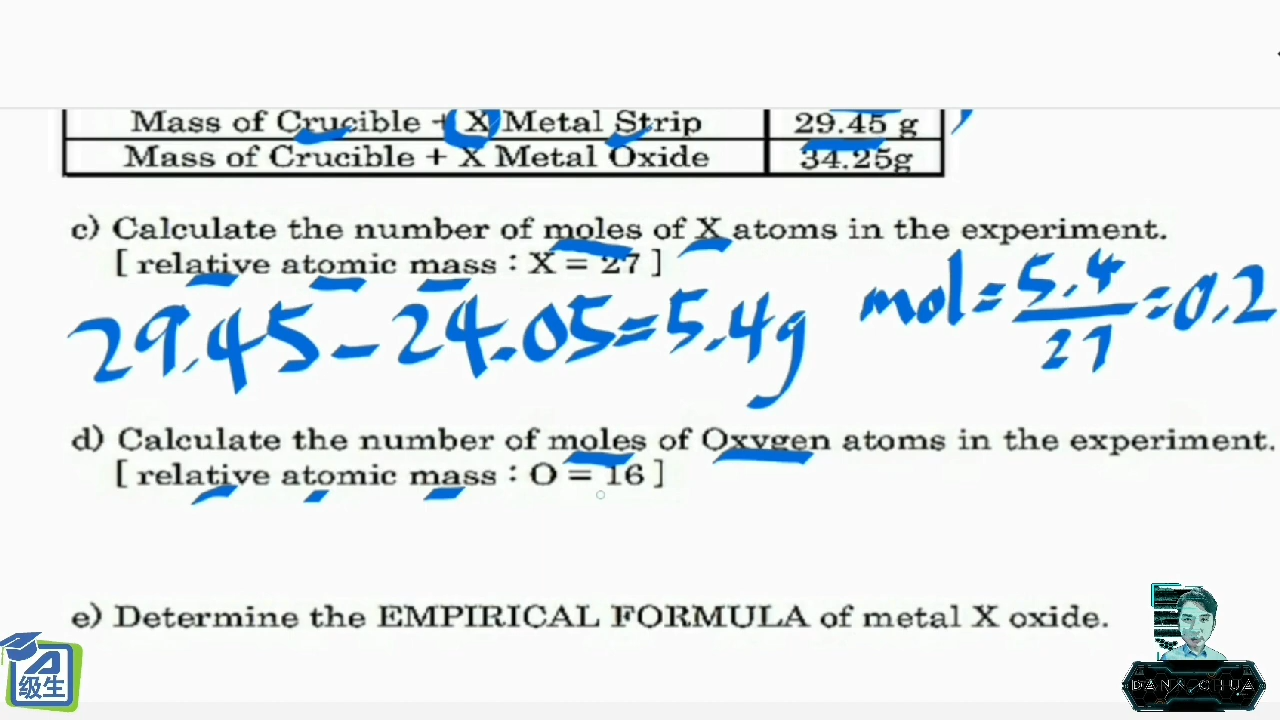 Mass of Crucible + X Metal Strip 29.45 g
Mass of Crucible + X Metal Oxide 34.25g
c) Calculate the number of moles of X atoms in the experiment.
[ relative atomic mass : X = 27 ]
29.45 - 24.05 = 5.4g mol = 5.4/27 = 0.2
d) Calculate the number of moles of Oxygen atoms in the experiment.
[ relative atomic mass : O = 16 ]
e) Determine the EMPIRICAL FORMULA of metal X oxide.
A
级生
DANX CHUA